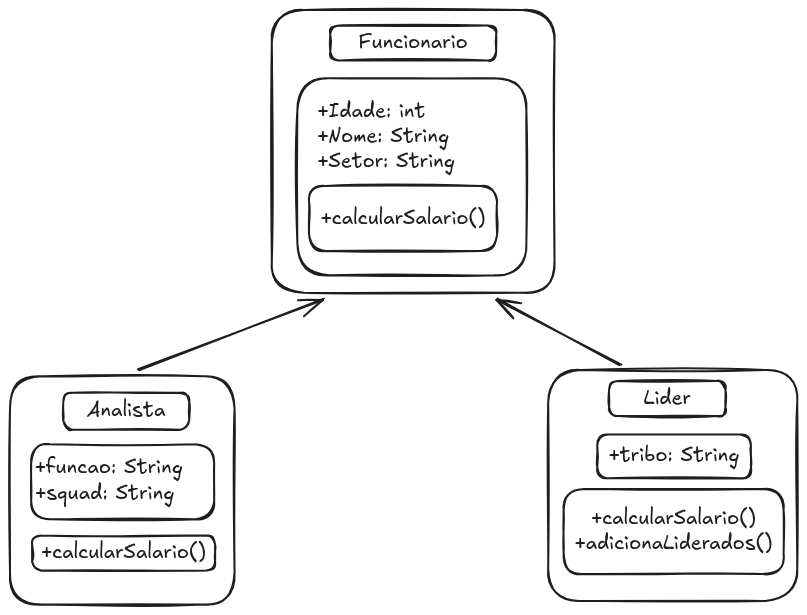 Funcionario
+Idade: int
+Nome: String
+Setor: String
+calcularSalario()
Analista
+funcao: String
+squad: String
+calcularSalario()
Lider
+tribo: String
+calcularSalario()
+adicionaLiderados()